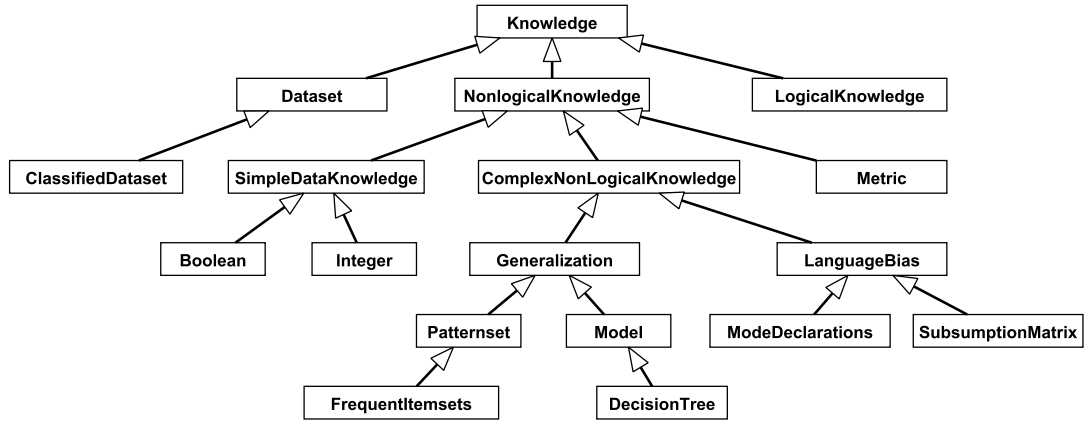 Knowledge
Dataset
NonlogicalKnowledge
LogicalKnowledge
ClassifiedDataset
SimpleDataKnowledge
ComplexNonLogicalKnowledge
Metric
Boolean
Integer
Generalization
LanguageBias
Patternset
Model
ModeDeclarations
SubsumptionMatrix
FrequentItemsets
DecisionTree